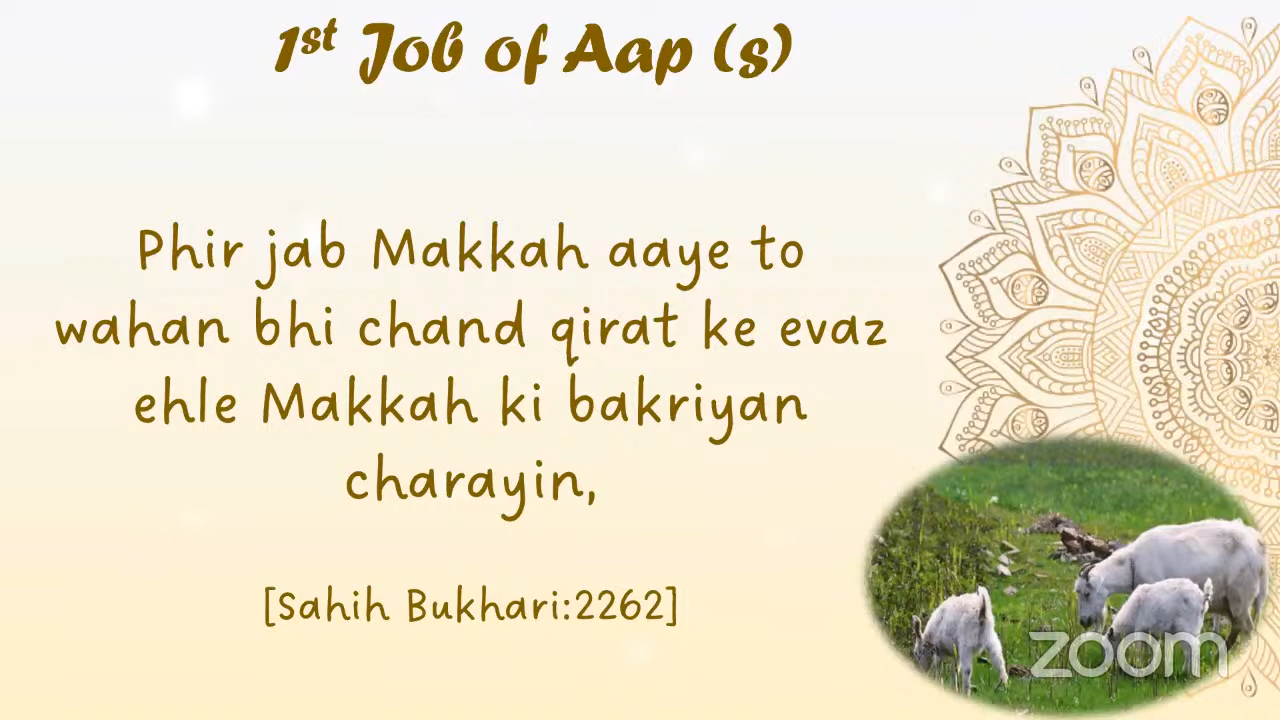 1st Job of Aap (s)
Phir jab Makkah aaye to
wahan bhi chand qirat ke evaz
ehle Makkah ki bakriyan
charayin,
[Sahih Bukhari:2262]
zoom